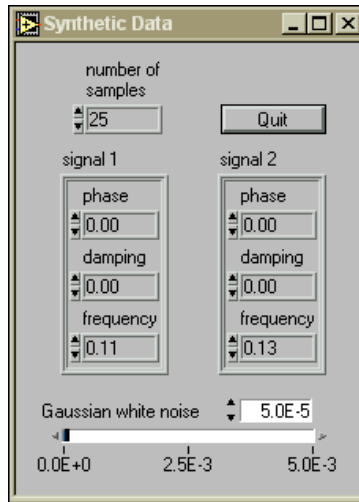 Synthetic Data
number of
samples
25
Quit
signal 1
signal 2
phase
phase
0.00
0.00
damping
damping
0.00
0.00
frequency
frequency
0.11
0.13
Gaussian white noise
5.0E-5
0.0E+0
2.5E-3
5.0E-3